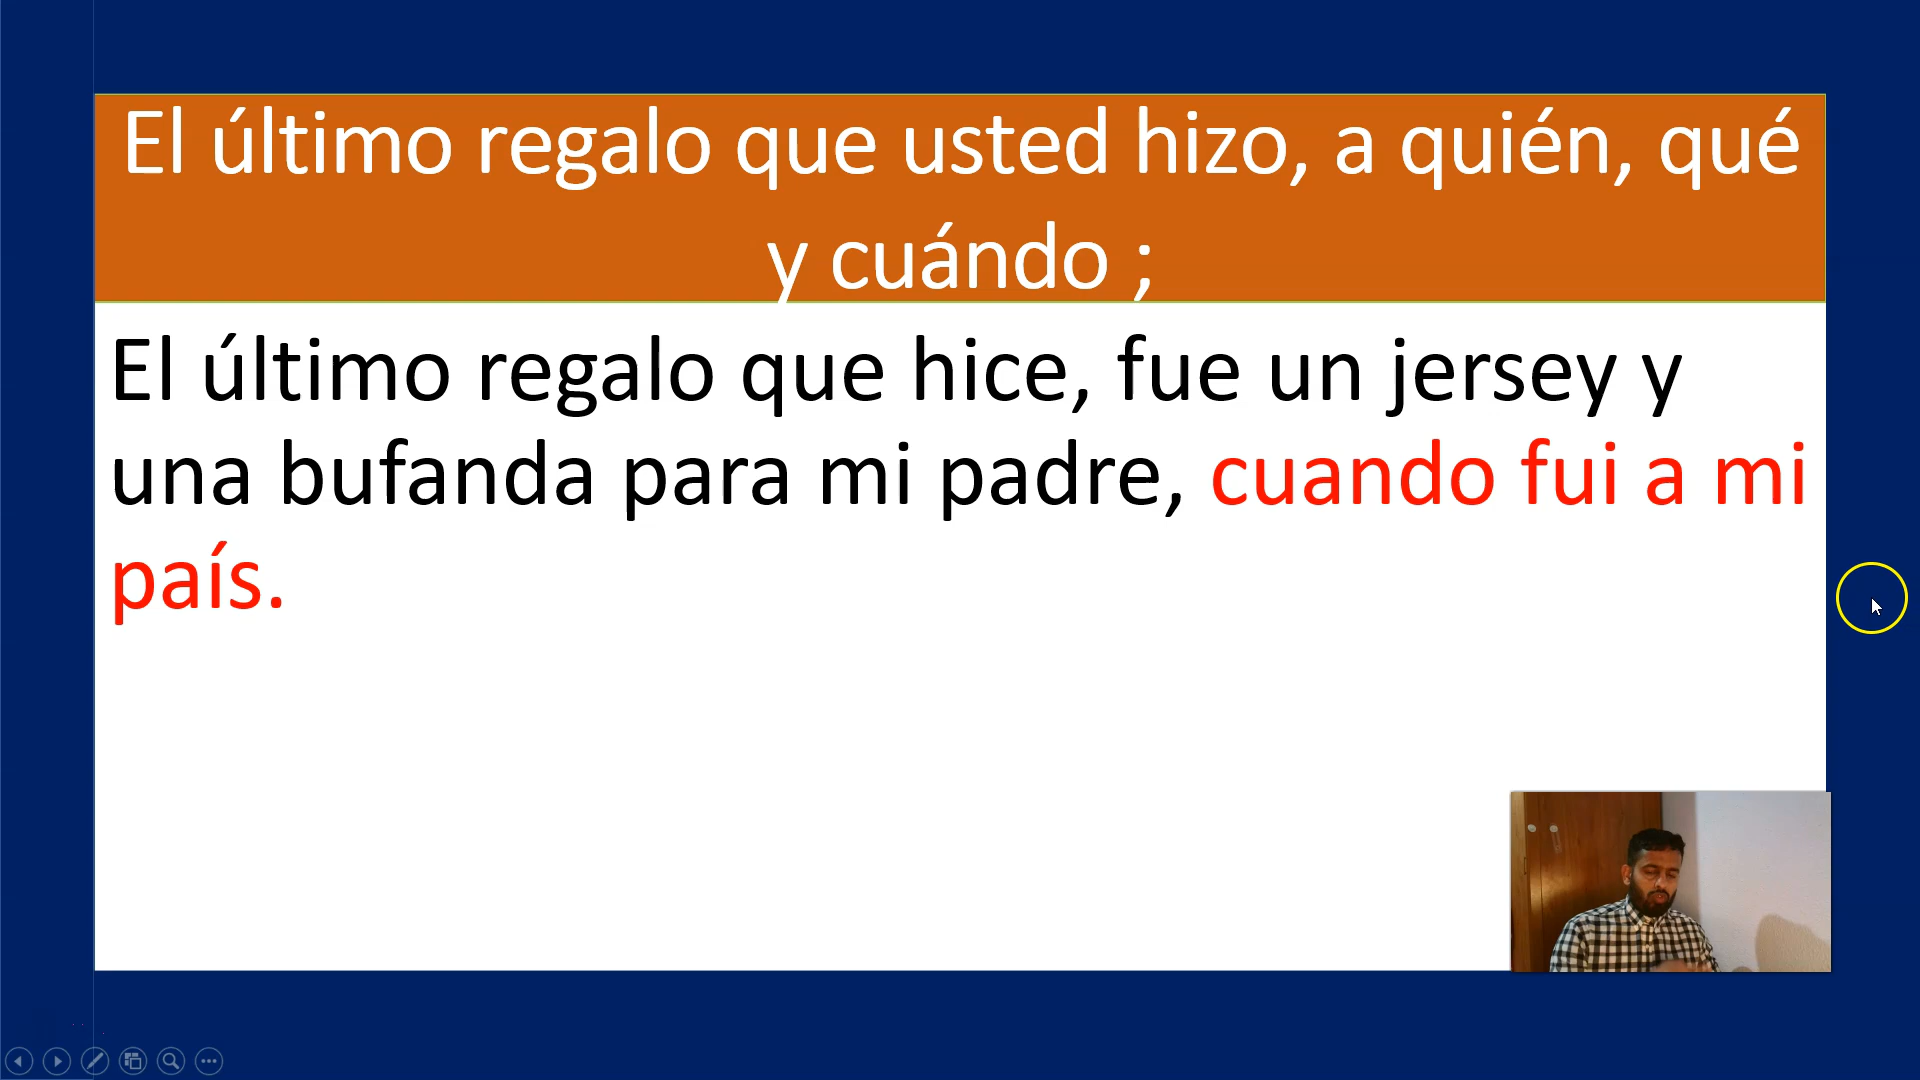 El último regalo que usted hizo, a quién, qué
y cuándo ;
El último regalo que hice, fue un jersey y
una bufanda para mi padre, cuando fui a mi
país.